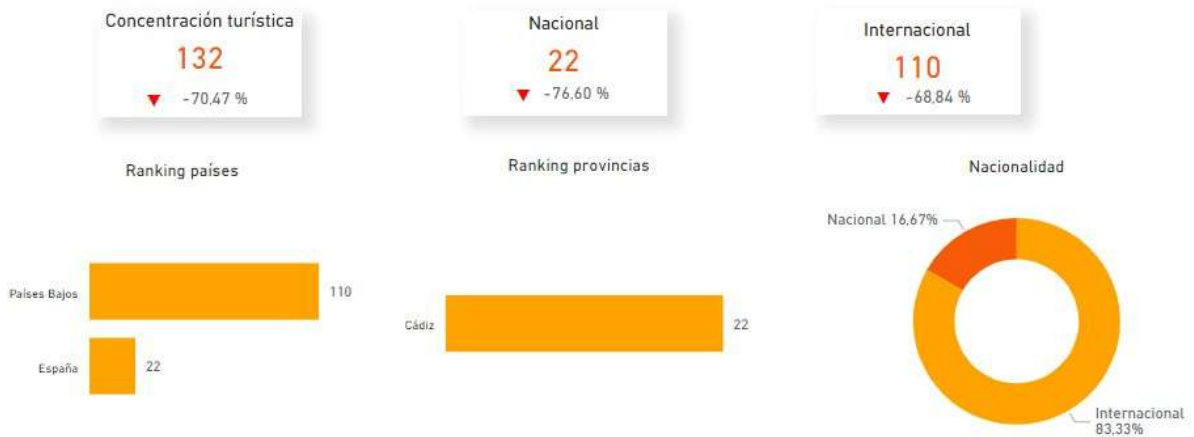 Concentración turística
132
▼ -70,47 %
Nacional
22
▼ -76,60 %
Internacional
110
▼ -68,84 %
Ranking países
Países Bajos
110
España
22
Ranking provincias
Cádiz
22
Nacionalidad
Nacional 16,67%
Internacional
83,33%